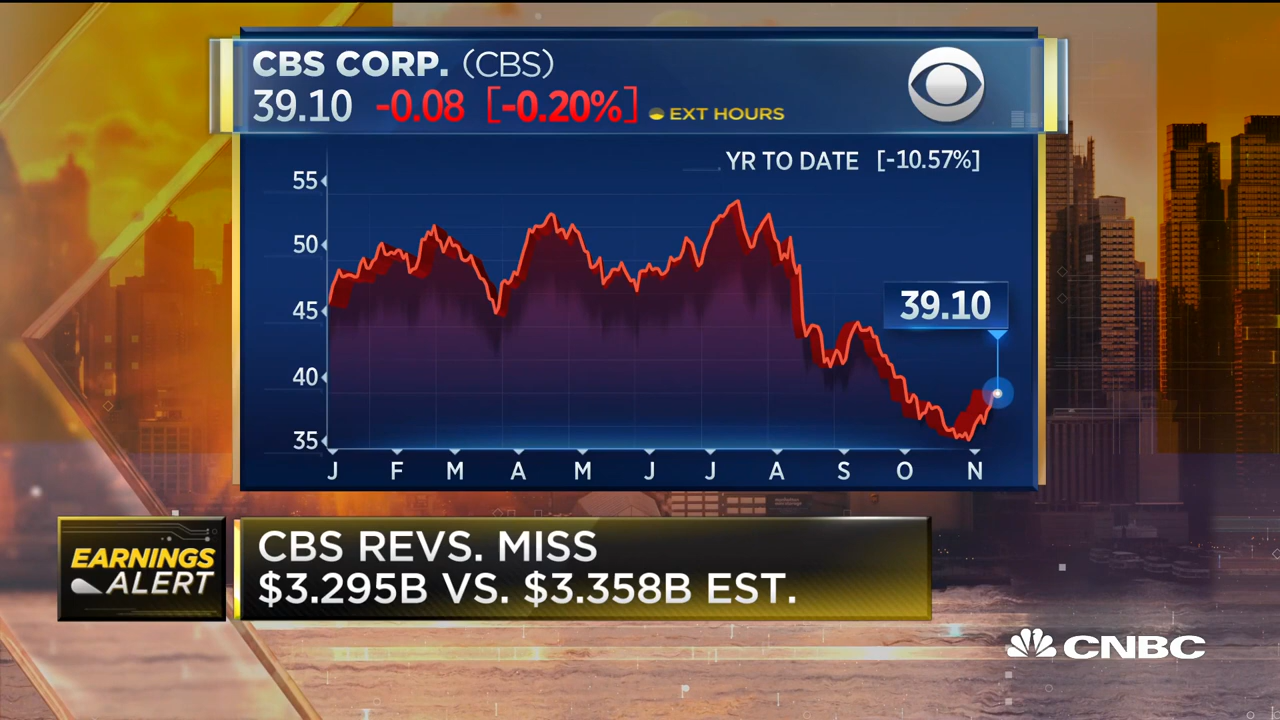 CBS CORP. (CBS)
39.10 -0.08 [-0.20%] EXT HOURS
YR TO DATE [-10.57%]
55
50
45
40
35
39.10
J F M A M J J A S O N
EARNINGS
ALERT
CBS REVS. MISS
$3.295B VS. $3.358B EST.
CNBC